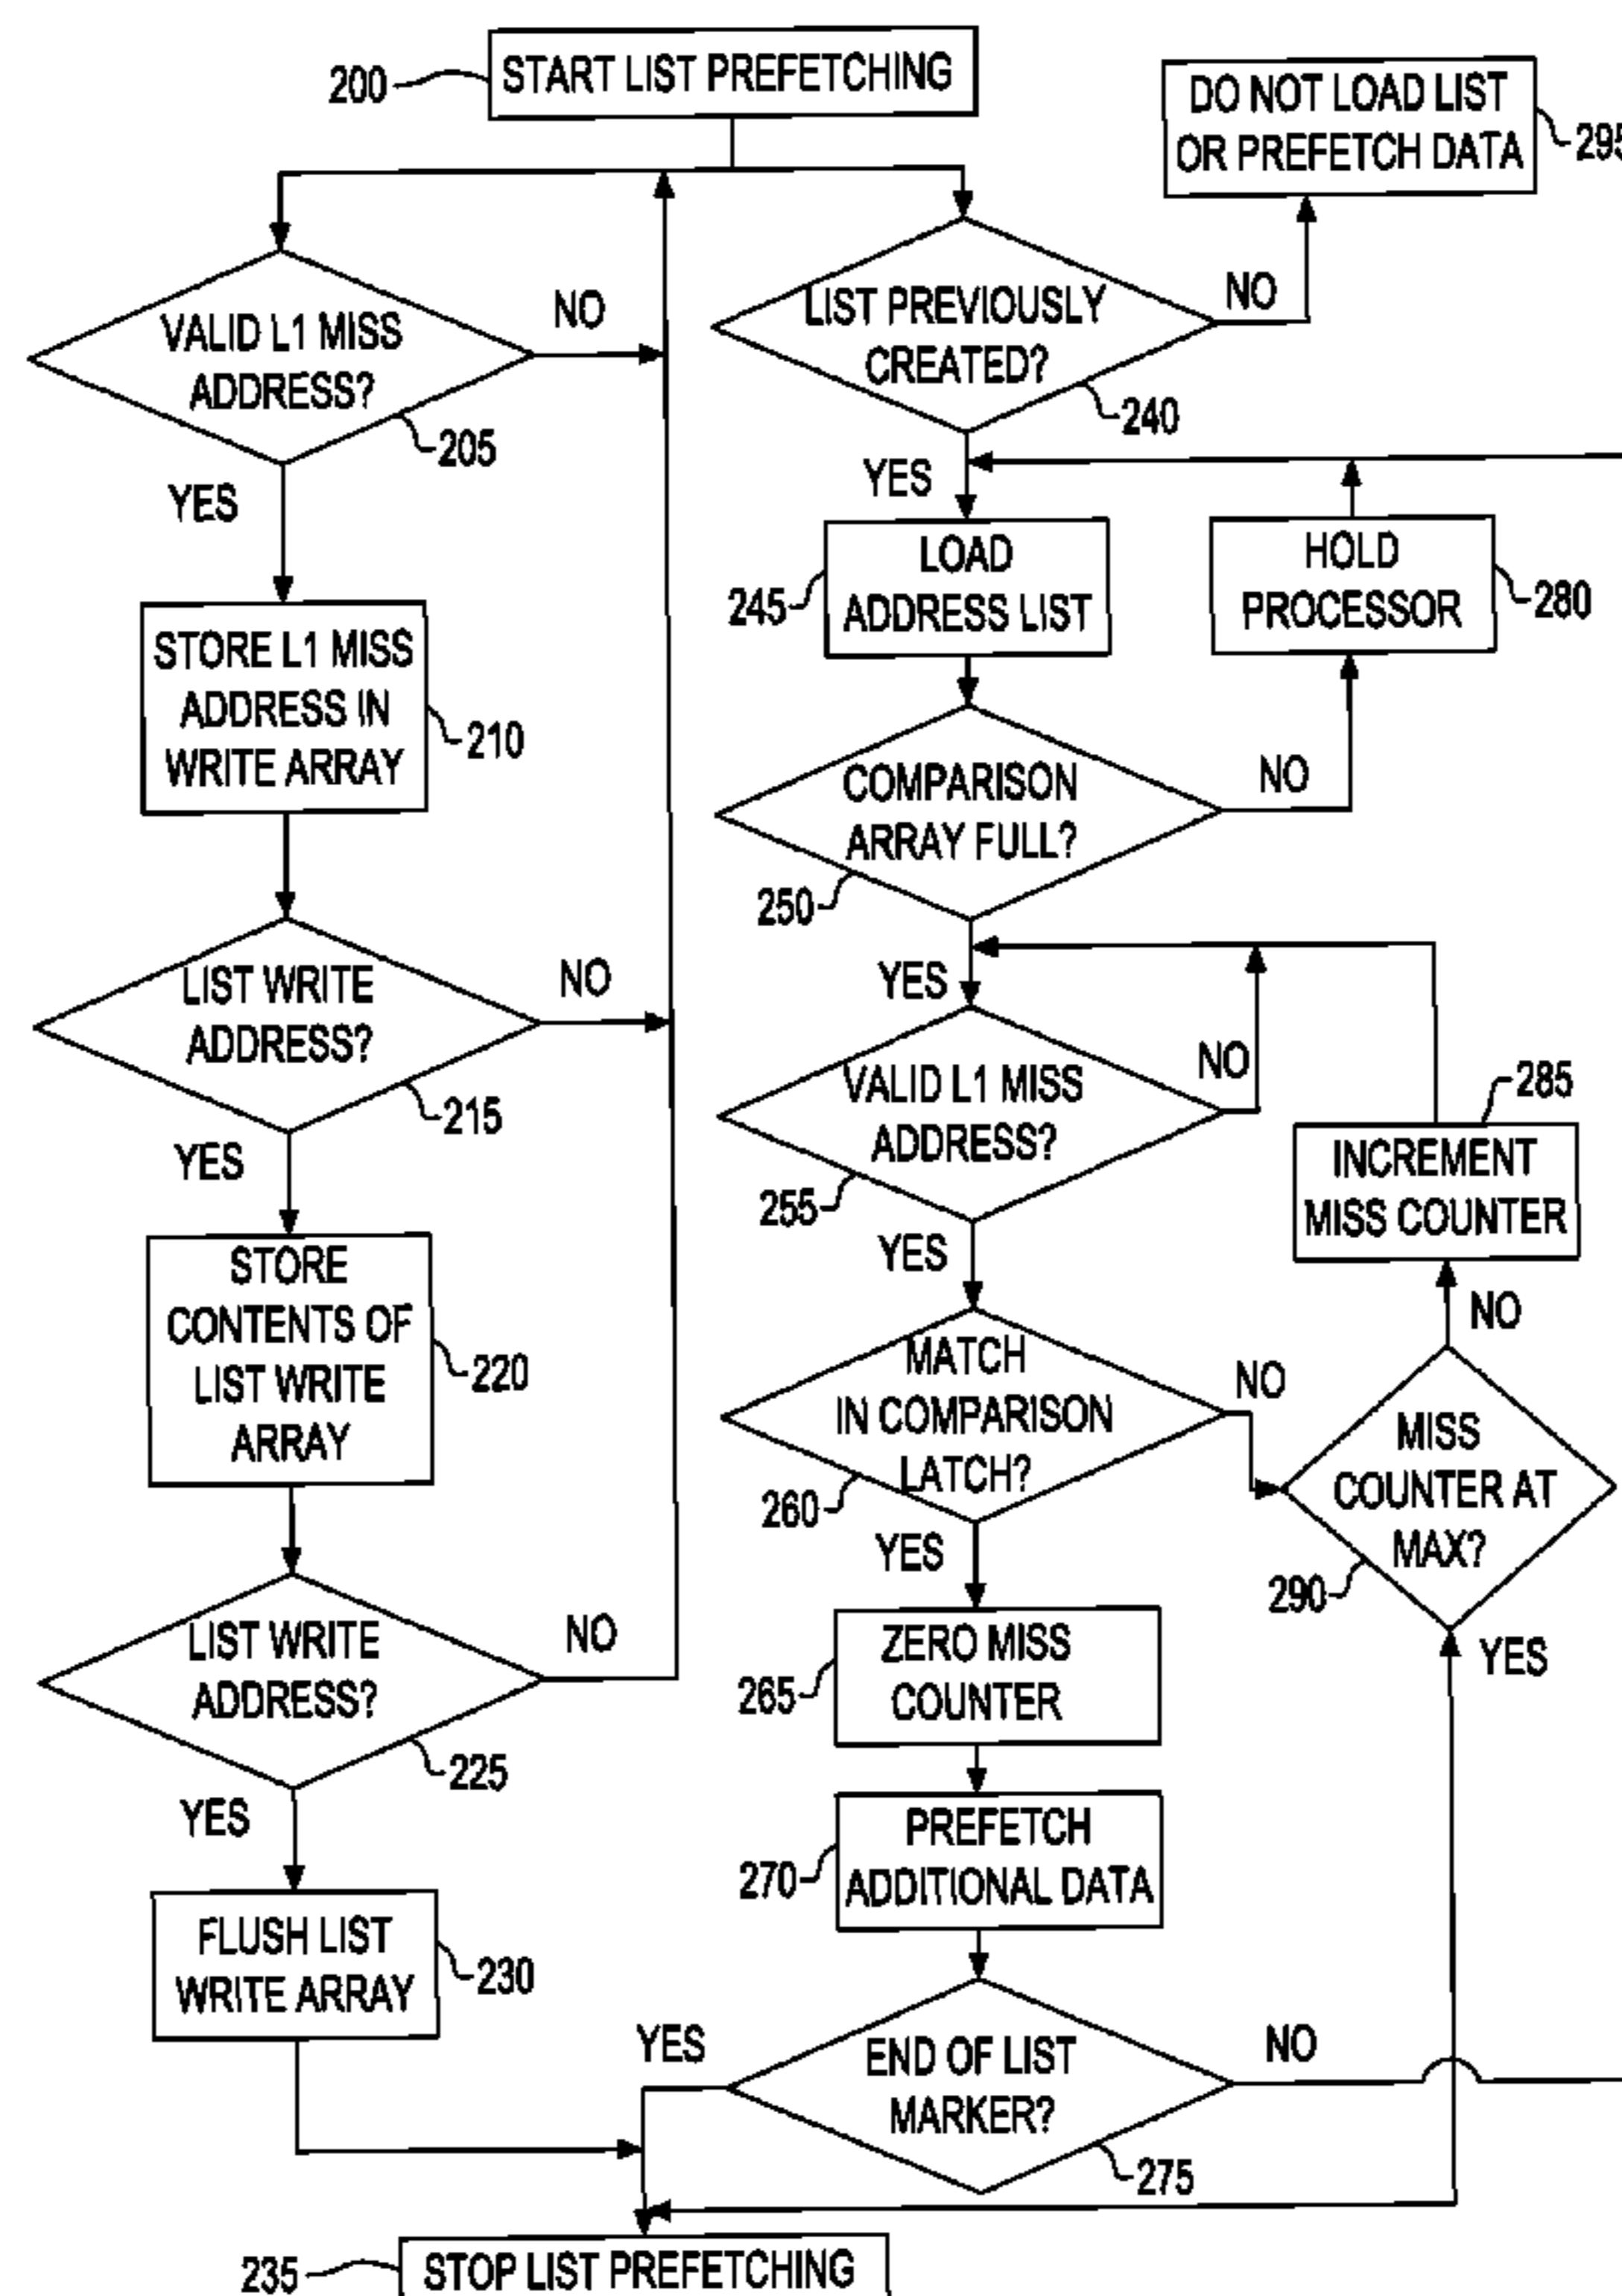 200
START LIST PREFETCHING
DO NOT LOAD LIST
OR PREFETCH DATA
295
VALID L1 MISS
ADDRESS?
NO
205
YES
LIST PREVIOUSLY
CREATED?
NO
240
YES
STORE L1 MISS
ADDRESS IN
WRITE ARRAY
210
LOAD
ADDRESS LIST
245
HOLD
PROCESSOR
280
COMPARISON
ARRAY FULL?
NO
250
YES
LIST WRITE
ADDRESS?
NO
215
YES
VALID L1 MISS
ADDRESS?
NO
255
YES
285
INCREMENT
MISS COUNTER
NO
STORE
CONTENTS OF
LIST WRITE
ARRAY
220
MATCH
IN COMPARISON
LATCH?
NO
260
YES
MISS
COUNTER AT
MAX?
290
YES
LIST WRITE
ADDRESS?
NO
225
YES
ZERO MISS
COUNTER
265
PREFETCH
ADDITIONAL DATA
270
FLUSH LIST
WRITE ARRAY
230
YES
END OF LIST
MARKER?
NO
275
235
STOP LIST PREFETCHING